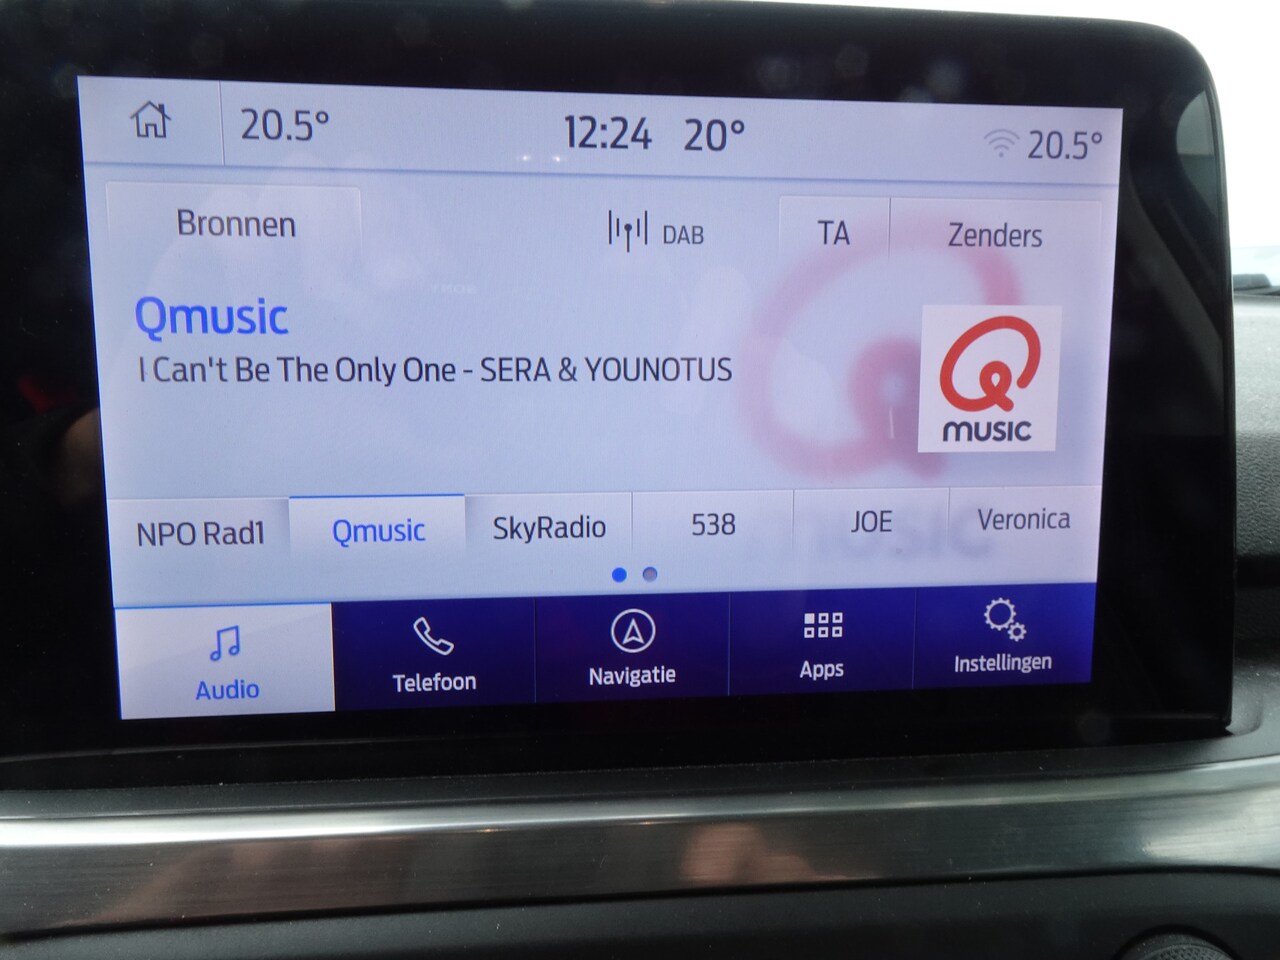 20.5° 12:24 20° 20.5°
Bronnen DAB TA Zenders
Qmusic
I Can't Be The Only One - SERA & YOUNOTUS
MUSIC
NPO Rad1 Qmusic SkyRadio 538 JOE Veronica
Audio Telefoon Navigatie Apps Instellingen